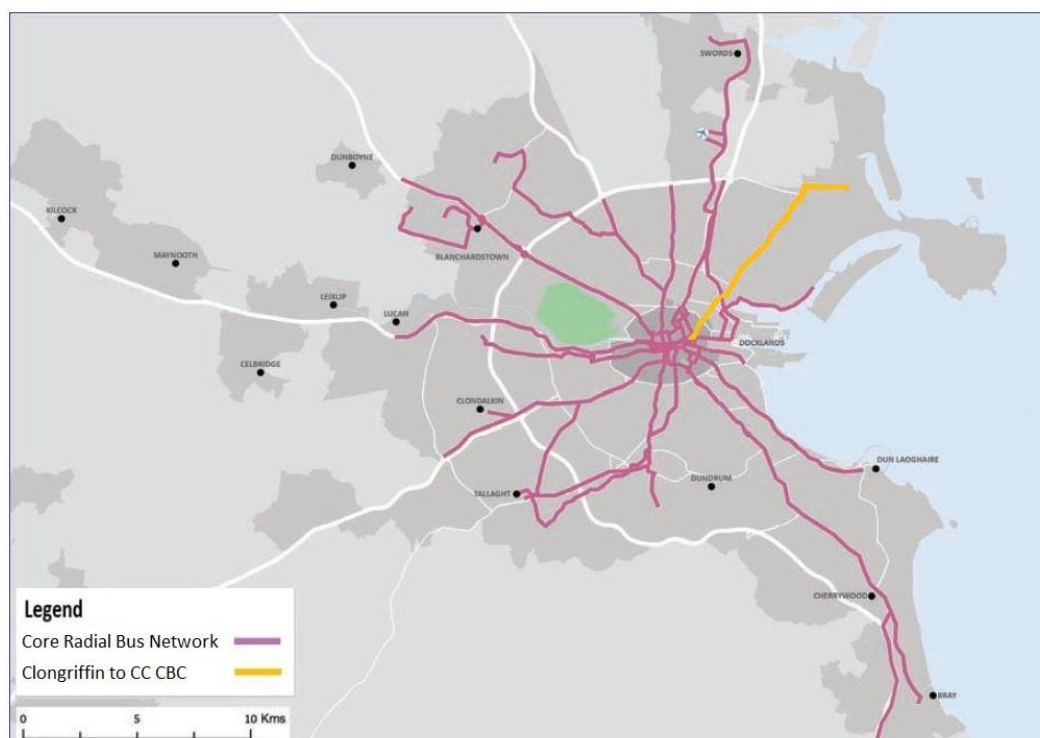 SWORDS
DUNBOYNE
KILCOCK
BLANCHARDSTOWN
MAYNOOTH
LEIXLIP
LUCAN
DOCKLANDS
CELBRIDGE
CLONDALKIN
DUN LAOGHAIRE
DUNDRUM
TALLAGHT
CHERRYWOOD
BRAY
Legend
Core Radial Bus Network
Clongriffin to CC CBC
0 5 10 Kms